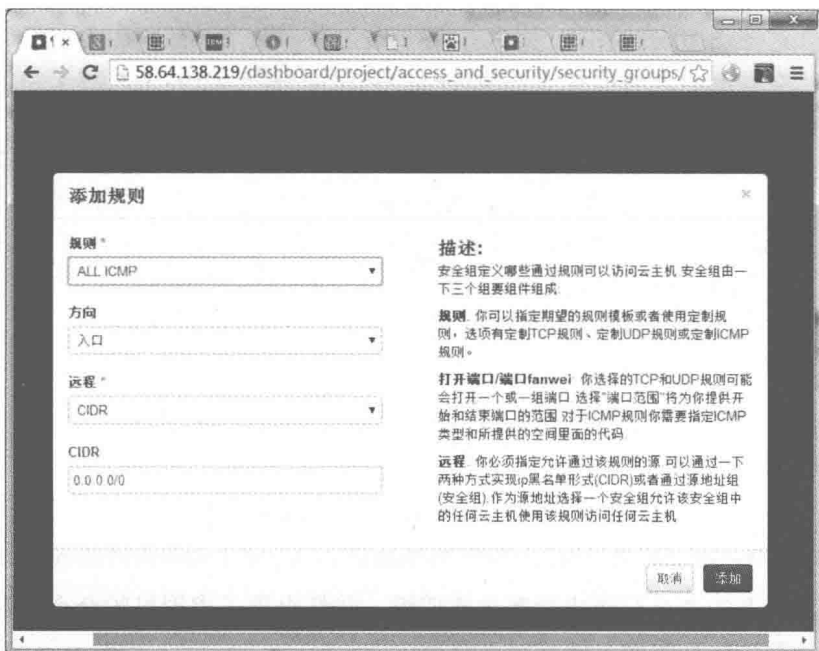 58.64.138.219/dashboard/project/access_and_security/security_groups/
添加规则
×
规则 *
ALL ICMP
方向
入口
远程 *
CIDR
CIDR
0.0.0.0/0
描述:
安全组定义哪些通过规则可以访问云主机 安全组由一
下三个组要组件组成:
规则. 你可以指定期望的规则模板或者使用定制规
则，选项有定制TCP规则、定制UDP规则或定制ICMP
规则。
打开端口/端口fanwei. 你选择的TCP和UDP规则可能
会打开一个或一组端口.选择"端口范围"将为你提供开
始和结束端口的范围.对于ICMP规则你需要指定ICMP
类型和所提供的空间里面的代码.
远程. 你必须指定允许通过该规则的源.可以通过一下
两种方式实现ip黑名单形式(CIDR)或者通过源地址组
(安全组).作为源地址选择一个安全组允许该安全组中
的任何云主机使用该规则访问任何云主机.
取消
添加